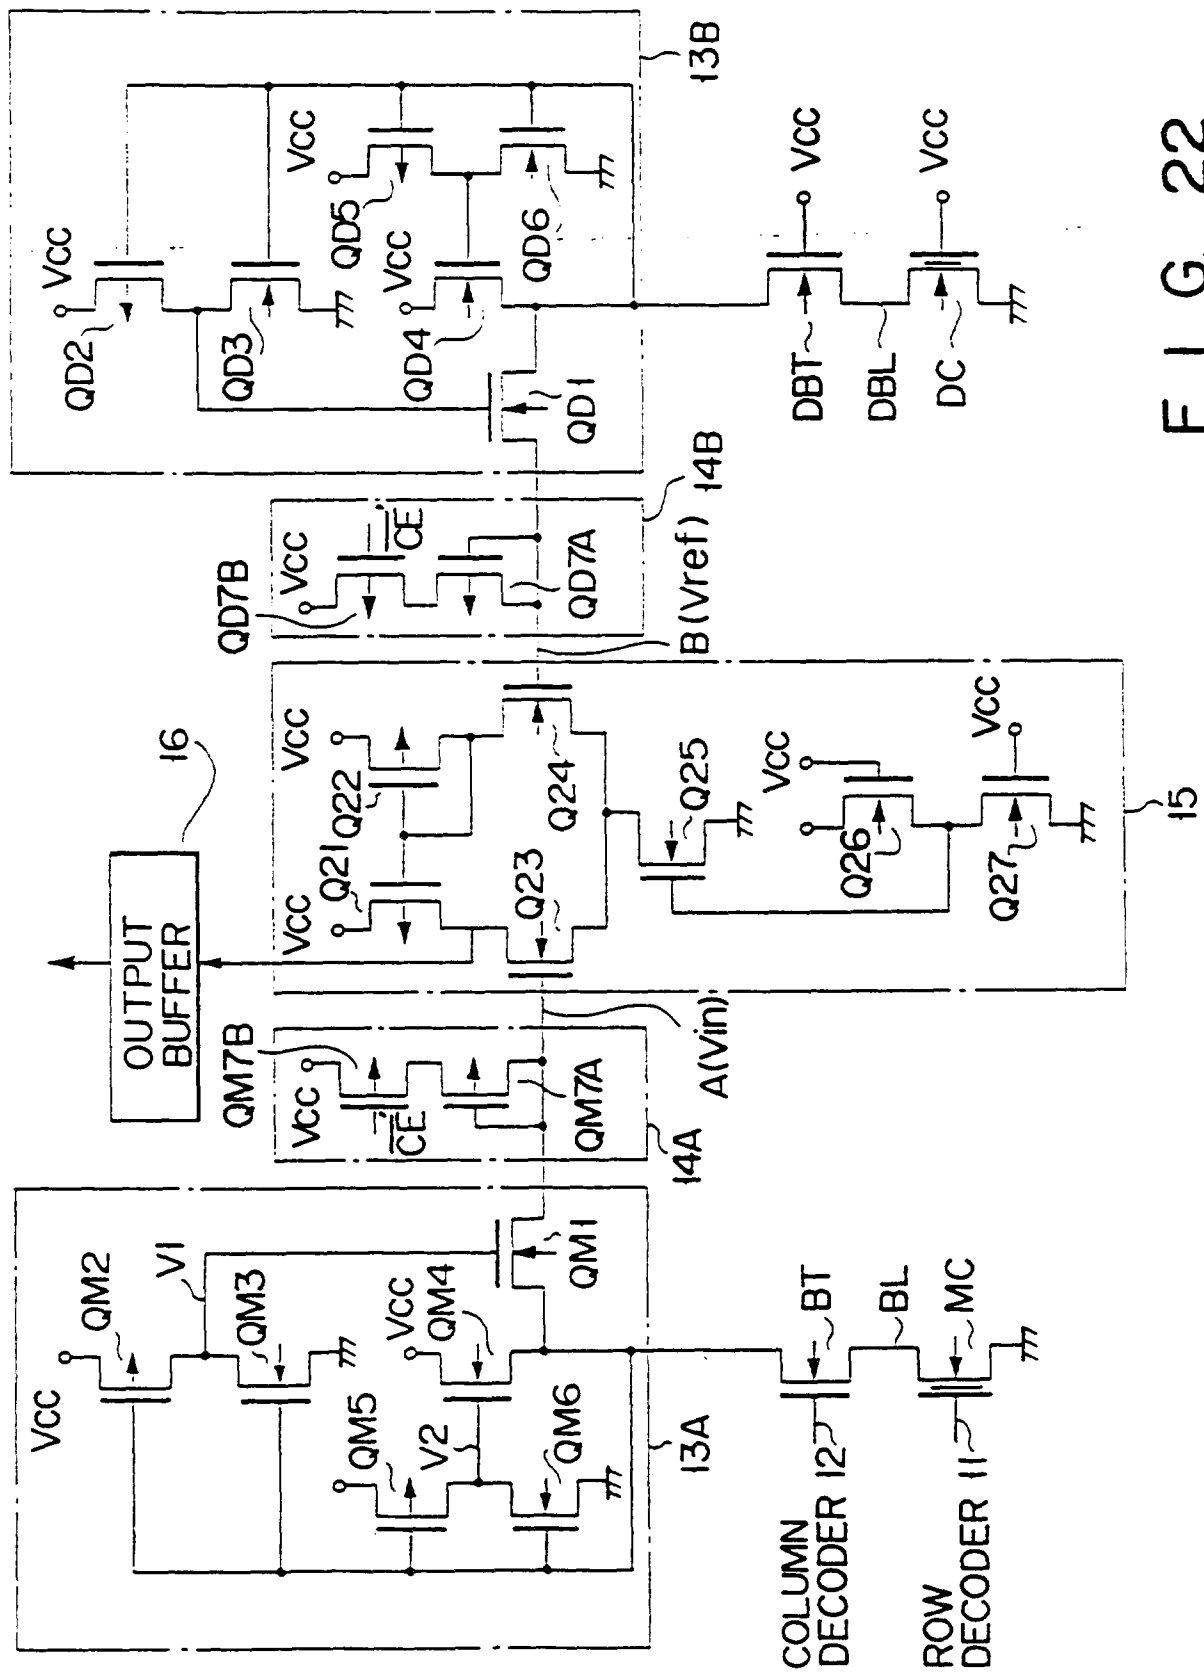 VCC
QM2
V1
QM3
VCC
QM4
QM5
V2
QM6
QM1
13A
COLUMN
DECODER 12
BT
BL
ROW
DECODER 11
MC
QM7B
VCC
CE
QM7A
14A
A(Vin)
OUTPUT
BUFFER
16
VCC
Q21
VCC
Q22
Q23
Q24
Q25
VCC
Q26
VCC
Q27
15
QD7B
VCC
CE
QD7A
14B
B(Vref)
VCC
QD2
QD3
VCC
QD5
VCC
QD4
QD6
QD1
13B
VCC
DBT
DBL
VCC
DC
FIG 22